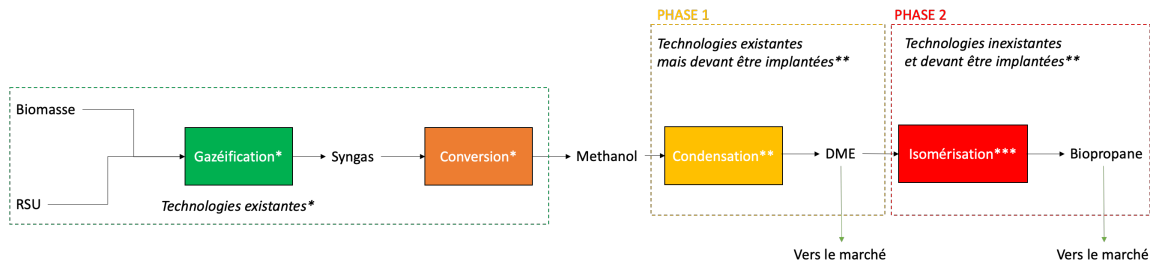 PHASE 1
PHASE 2
Technologies existantes
mais devant être implantées**
Technologies inexistantes
et devant être implantées**
Biomasse
Gazéification*
Syngas
Conversion*
Methanol
Condensation**
DME
Isomérisation***
Biopropane
RSU
Technologies existantes*
Vers le marché
Vers le marché